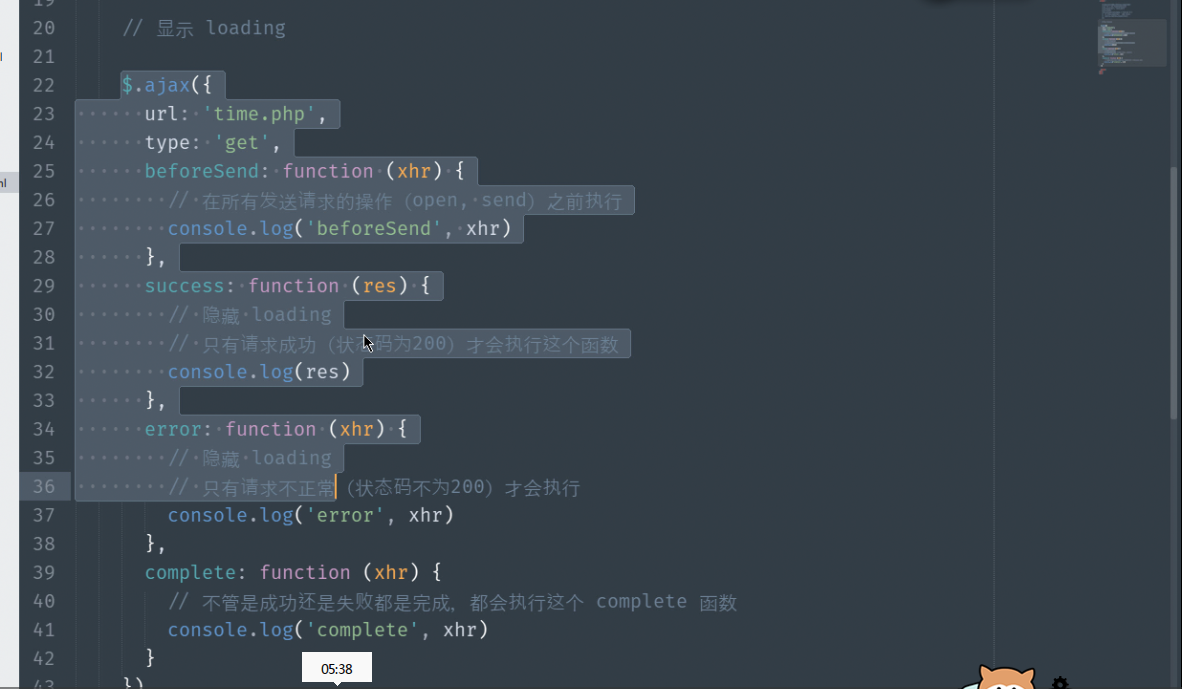 19
20 // 显示 loading
21
22 $.ajax({
23 url: 'time.php',
24 type: 'get',
25 beforeSend: function (xhr) {
26 // 在所有发送请求的操作（open, send）之前执行
27 console.log('beforeSend', xhr)
28 },
29 success: function (res) {
30 // 隐藏 loading
31 // 只有请求成功（状态码为200）才会执行这个函数
32 console.log(res)
33 },
34 error: function (xhr) {
35 // 隐藏 loading
36 // 只有请求不正常（状态码不为200）才会执行
37 console.log('error', xhr)
38 },
39 complete: function (xhr) {
40 // 不管是成功还是失败都是完成，都会执行这个 complete 函数
41 console.log('complete', xhr)
42 }
43 })
05:38